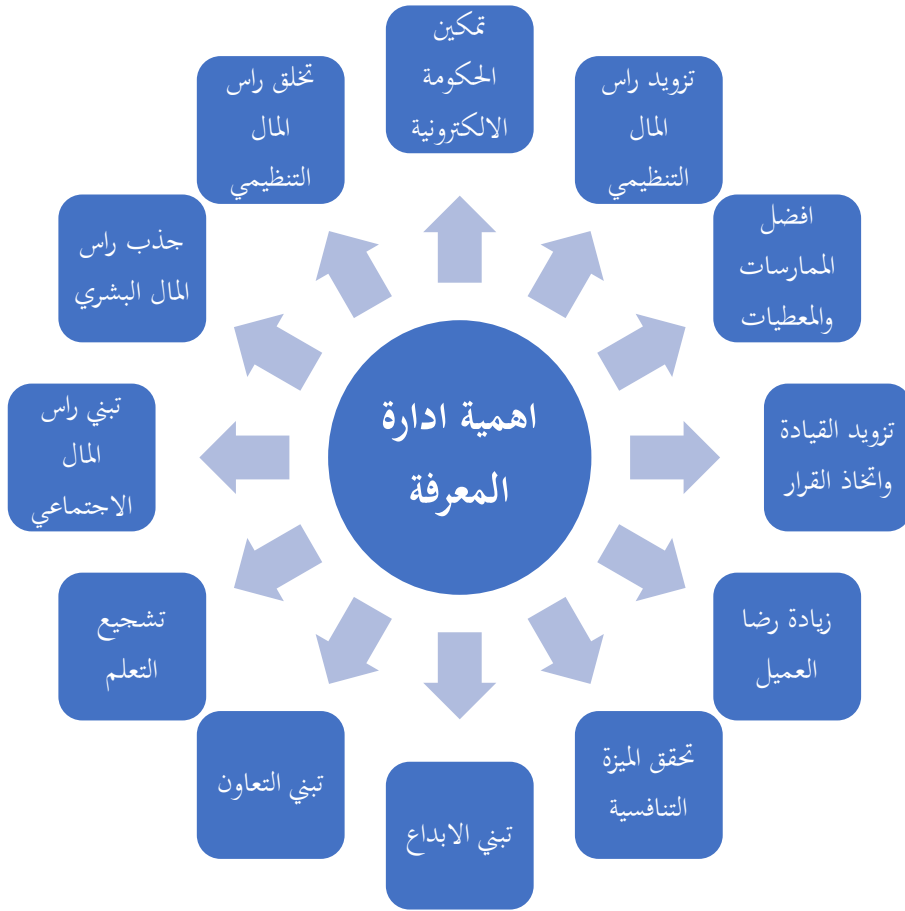 تمكين
الحكومة
الالكترونية
تزويد راس
المال
التنظيمي
افضل
الممارسات
والمعطيات
تزويد القيادة
واتخاذ القرار
زيادة رضا
العميل
تحقق الميزة
التنافسية
تبني الابداع
تبني التعاون
تشجيع
التعلم
تبني راس
المال
الاجتماعي
جذب راس
المال البشري
تخلق راس
المال
التنظيمي
اهمية ادارة
المعرفة